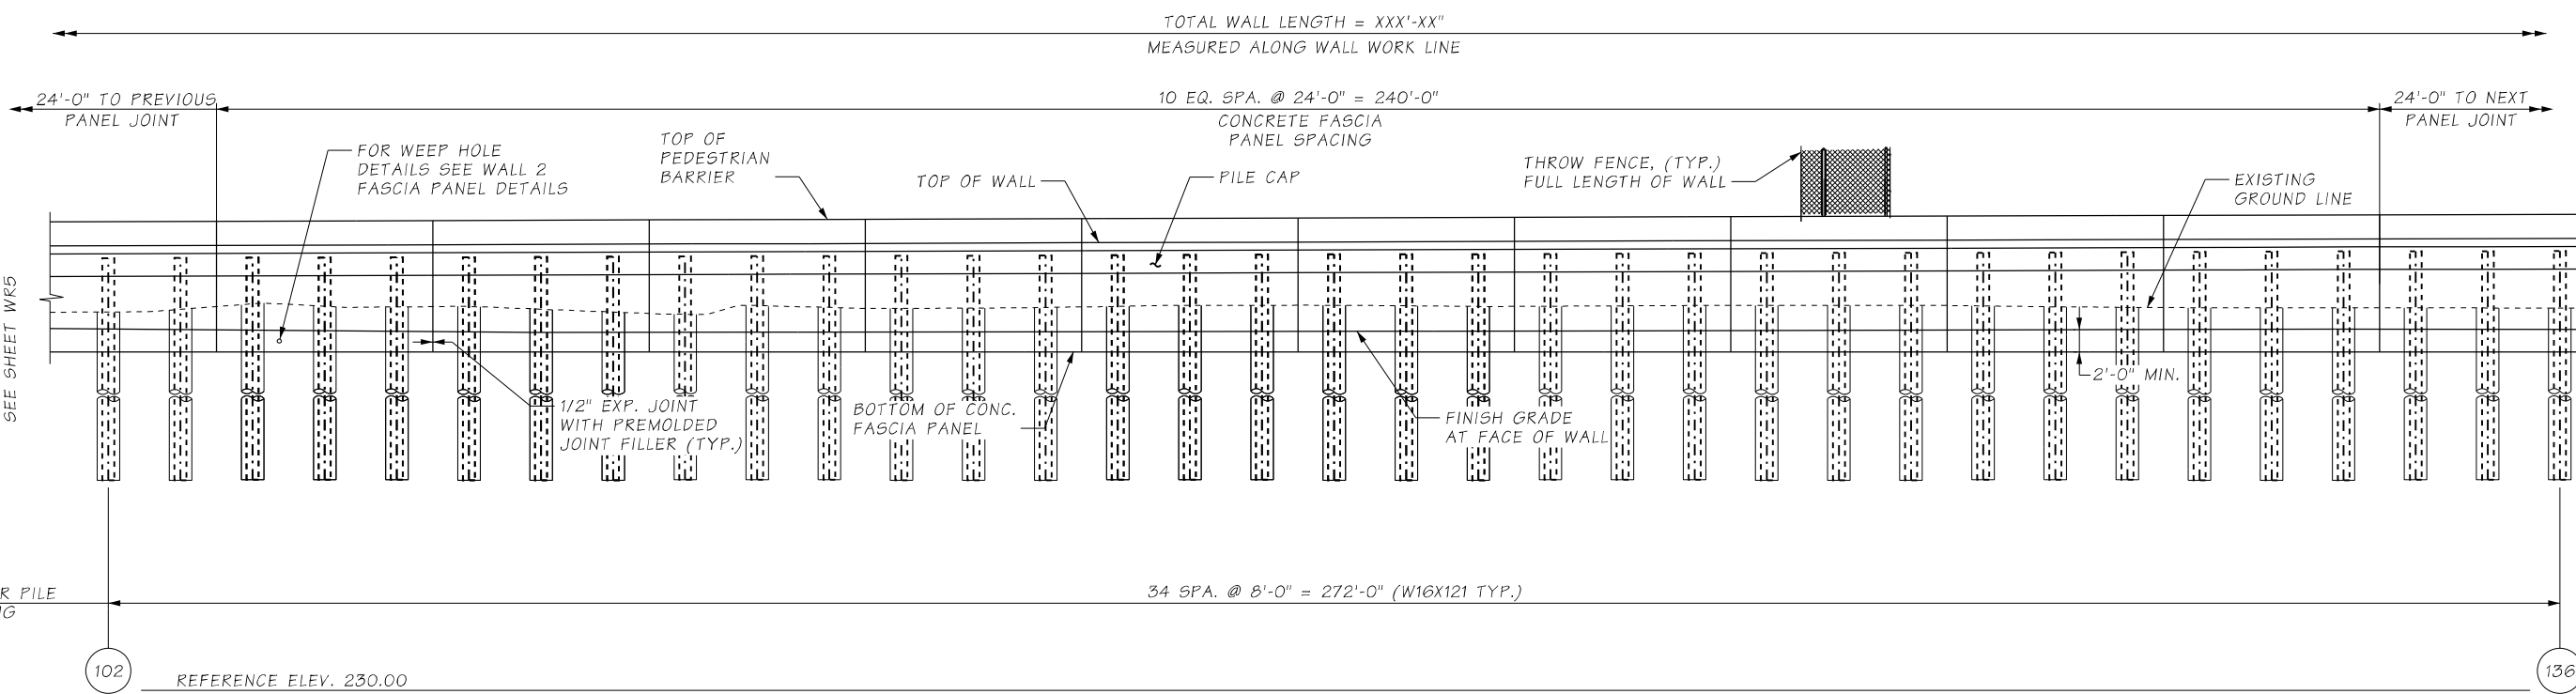 TOTAL WALL LENGTH = XXX'-XX"
MEASURED ALONG WALL WORK LINE
24'-0" TO PREVIOUS
PANEL JOINT
10 EQ. SPA. @ 24'-0" = 240'-0"
CONCRETE FASCIA
PANEL SPACING
24'-0" TO NEXT
PANEL JOINT
FOR WEEP HOLE
DETAILS SEE WALL 2
FASCIA PANEL DETAILS
TOP OF
PEDESTRIAN
BARRIER
TOP OF WALL
PILE CAP
THROW FENCE, (TYP.)
FULL LENGTH OF WALL
EXISTING
GROUND LINE
SEE SHEET WR5
1/2" EXP. JOINT
WITH PREMOLDED
JOINT FILLER (TYP.)
BOTTOM OF CONC.
FASCIA PANEL
FINISH GRADE
AT FACE OF WALL
2'-0" MIN.
R PILE
34 SPA. @ 8'-0" = 272'-0" (W16X121 TYP.)
102
136
REFERENCE ELEV. 230.00